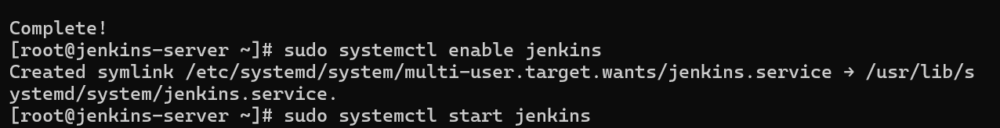 Complete!
[root@jenkins-server ~]# sudo systemctl enable jenkins
Created symlink /etc/systemd/system/multi-user.target.wants/jenkins.service → /usr/lib/s
ystemd/system/jenkins.service.
[root@jenkins-server ~]# sudo systemctl start jenkins